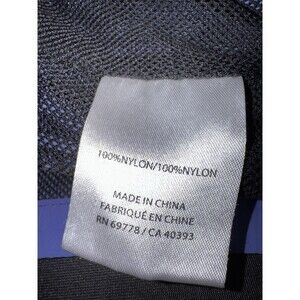 100%NYLON/100%NYLON
MADE IN CHINA
FABRIQUÉ EN CHINE
RN 69778 / CA 40393